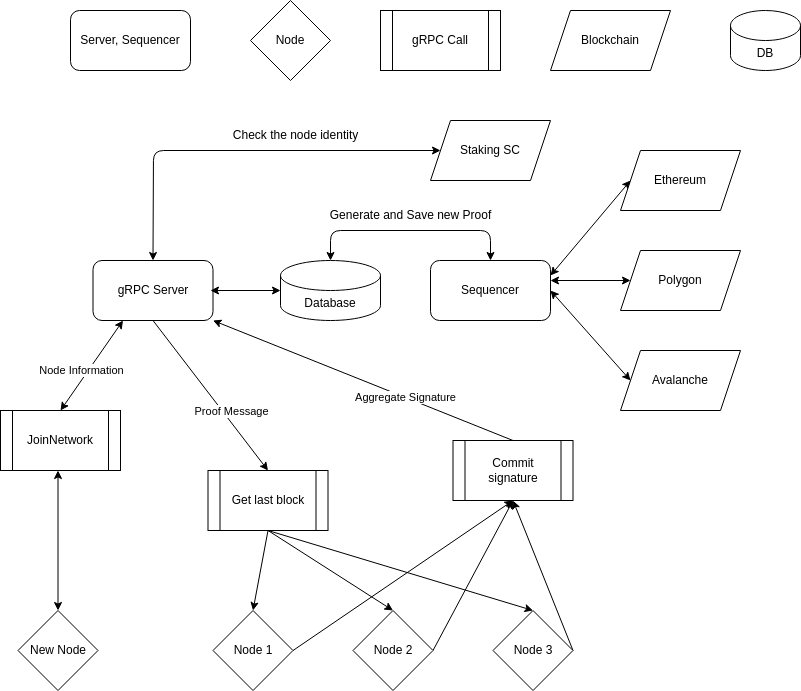 Server, Sequencer
Node
gRPC Call
Blockchain
DB
Check the node identity
Staking SC
Ethereum
Generate and Save new Proof
gRPC Server
Database
Sequencer
Polygon
Node Information
Avalanche
Aggregate Signature
Proof Message
JoinNetwork
Commit
signature
Get last block
New Node
Node 1
Node 2
Node 3